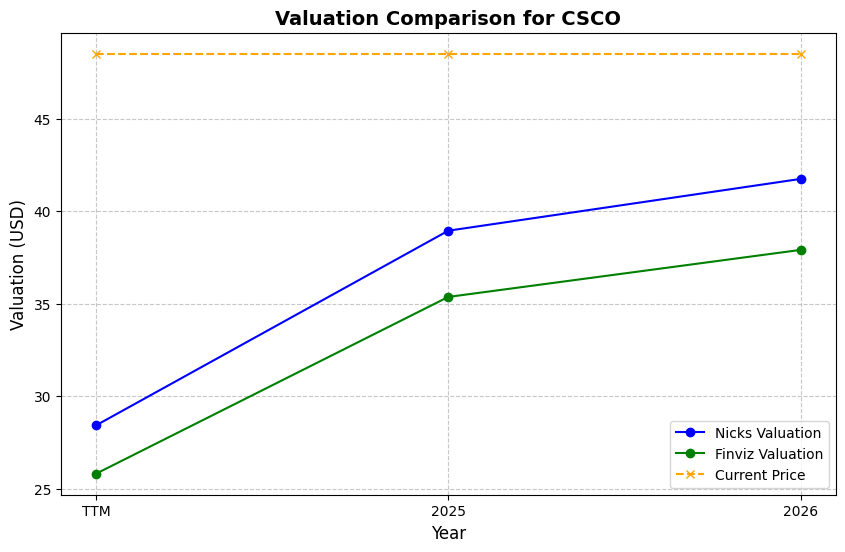 Valuation Comparison for CSCO
Valuation (USD)
45
40
35
30
25
TTM
2025
2026
Year
Nicks Valuation
Finviz Valuation
Current Price